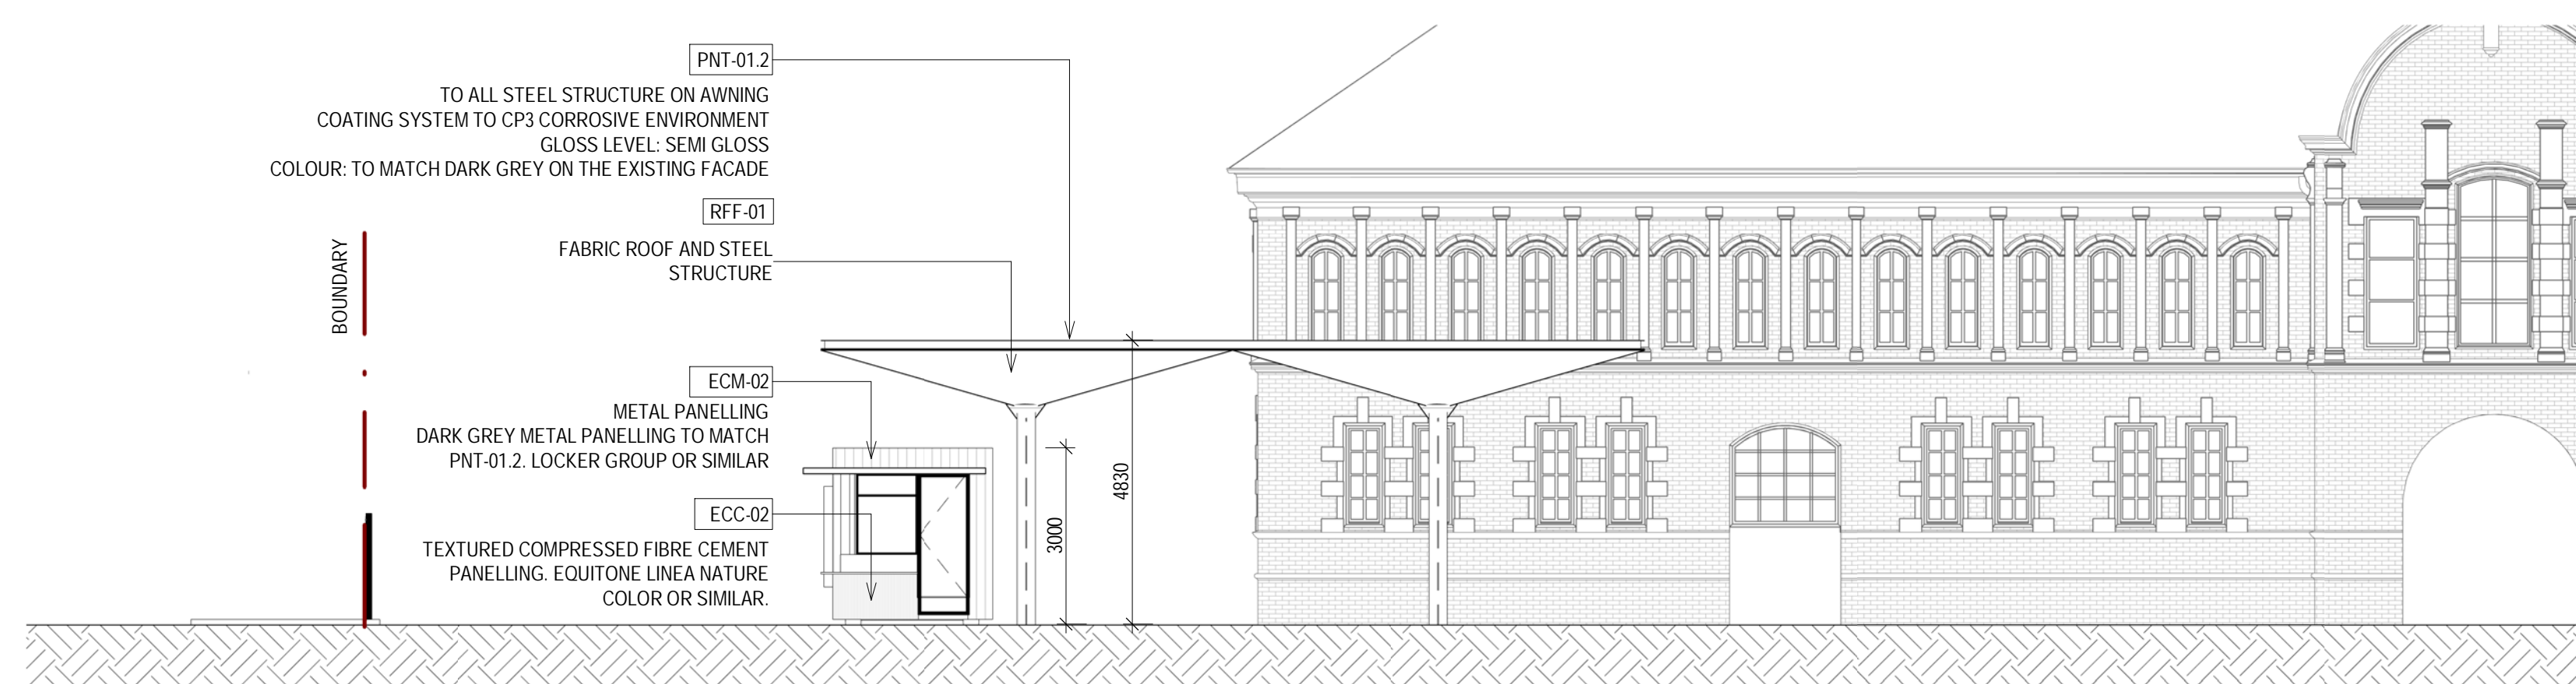 PNT-01.2
TO ALL STEEL STRUCTURE ON AWNING
COATING SYSTEM TO CP3 CORROSIVE ENVIRONMENT
GLOSS LEVEL: SEMI GLOSS
COLOUR: TO MATCH DARK GREY ON THE EXISTING FACADE
RFF-01
FABRIC ROOF AND STEEL
STRUCTURE
BOUNDARY
ECM-02
METAL PANELLING
DARK GREY METAL PANELLING TO MATCH
PNT-01.2. LOCKER GROUP OR SIMILAR
ECC-02
TEXTURED COMPRESSED FIBRE CEMENT
PANELLING. EQUITONE LINEA NATURE
COLOR OR SIMILAR.
3000
4830